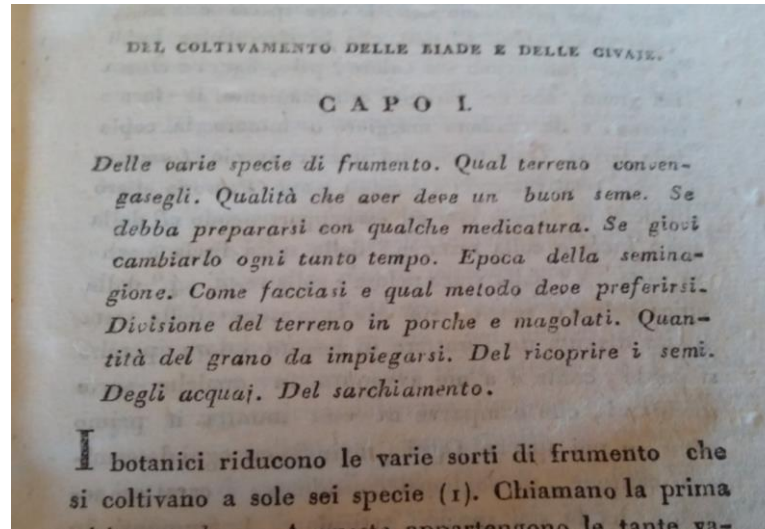 DEL COLTIVAMENTO DELLE BIADE E DELLE CIVAJE.
CAPO I.
Delle varie specie di frumento. Qual terreno conven-
gasegli. Qualità che aver deve un buon seme. Se
debba prepararsi con qualche medicatura. Se giovi
cambiarlo ogni tanto tempo. Epoca della semina-
gione. Come facciasi e qual metodo deve preferirsi.
Divisione del terreno in porche e magolati. Quan-
tità del grano da impiegarsi. Del ricoprire i semi.
Degli acquaj. Del sarchiamento.
I botanici riducono le varie sorti di frumento che
si coltivano a sole sei specie (1). Chiamano la prima
appartengono le tante va-